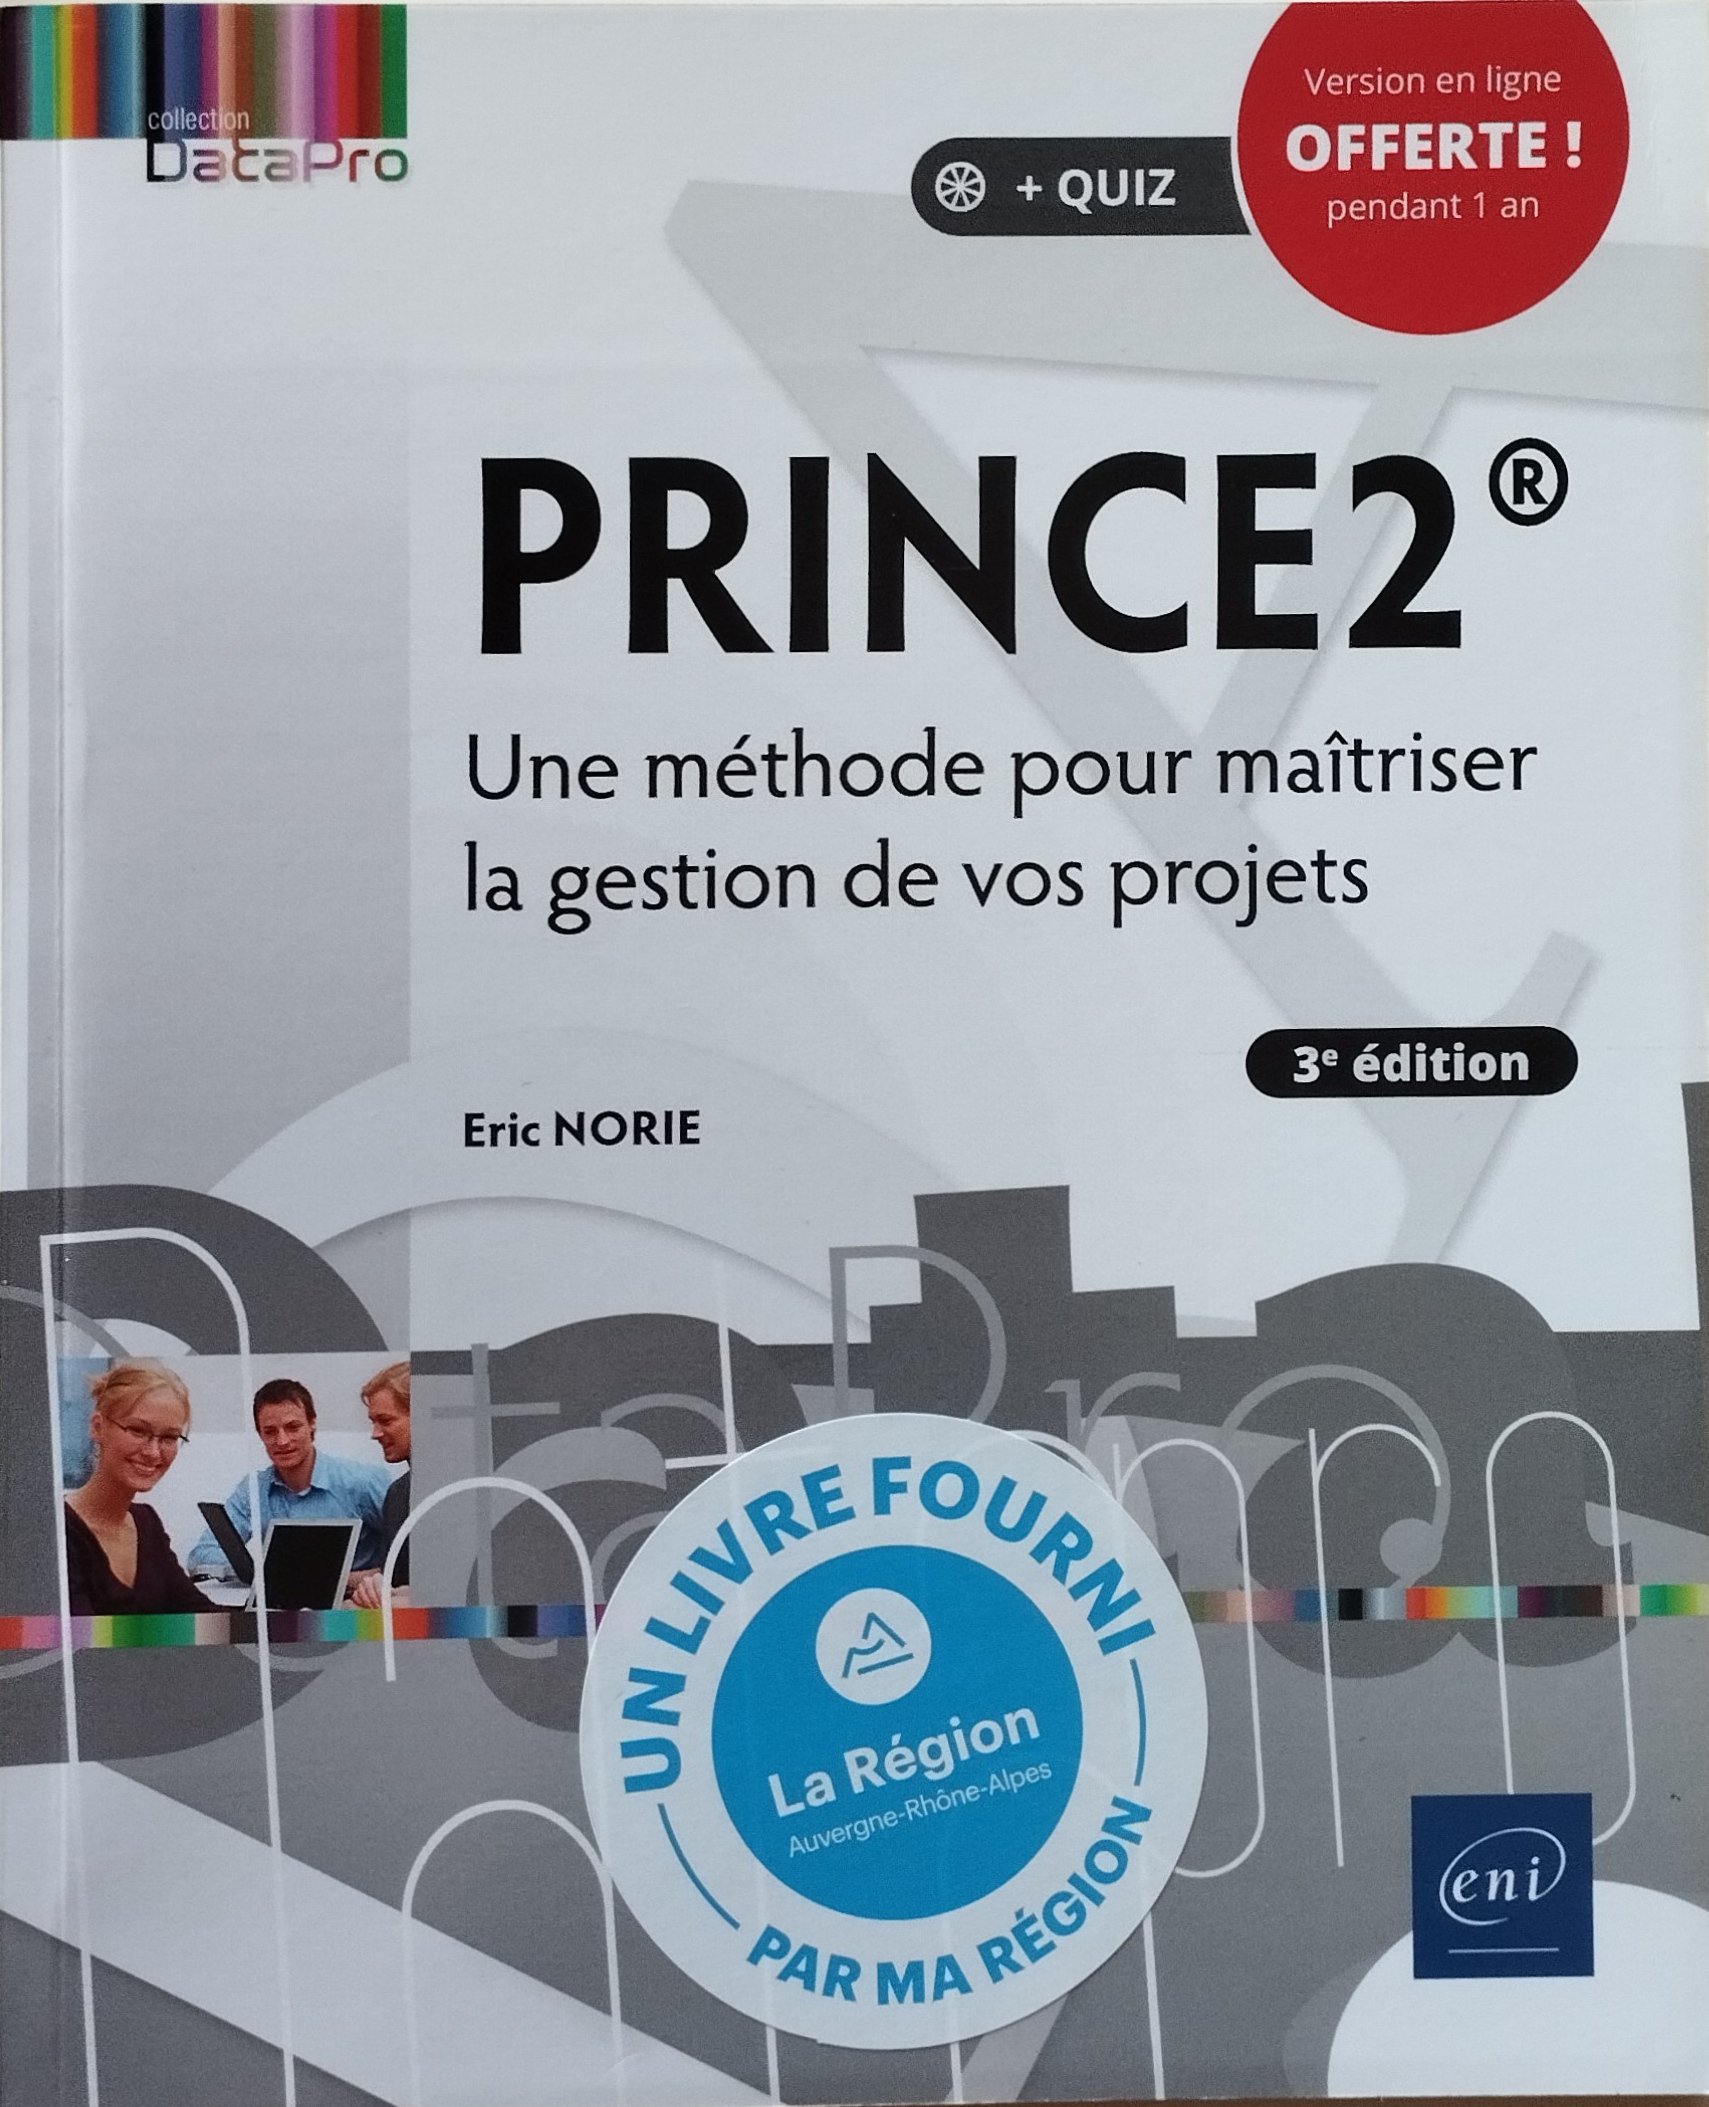 collection
DataPro
+ QUIZ
Version en ligne
OFFERTE !
pendant 1 an
PRINCE2®
Une méthode pour maîtriser
la gestion de vos projets
3e édition
Eric NORIE
UN LIVRE FOURNI
La Région
Auvergne-Rhône-Alpes
PAR MA RÉGION
eni